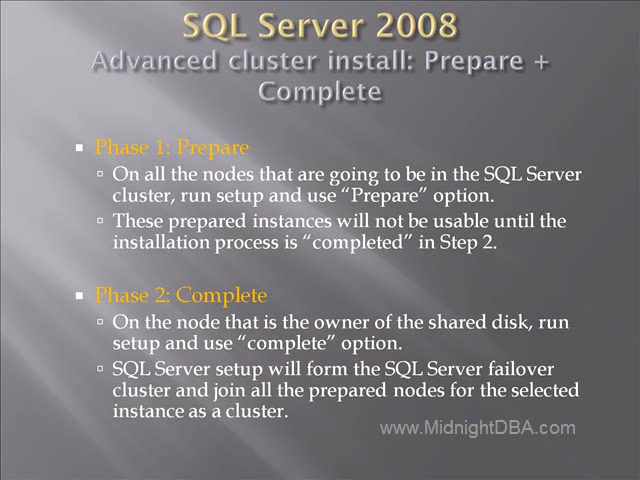 SQL Server 2008
Advanced cluster install: Prepare +
Complete
Phase 1: Prepare
On all the nodes that are going to be in the SQL Server
cluster, run setup and use “Prepare” option.
These prepared instances will not be usable until the
installation process is “completed” in Step 2.
Phase 2: Complete
On the node that is the owner of the shared disk, run
setup and use “complete” option.
SQL Server setup will form the SQL Server failover
cluster and join all the prepared nodes for the selected
instance as a cluster.
www.MidnightDBA.com